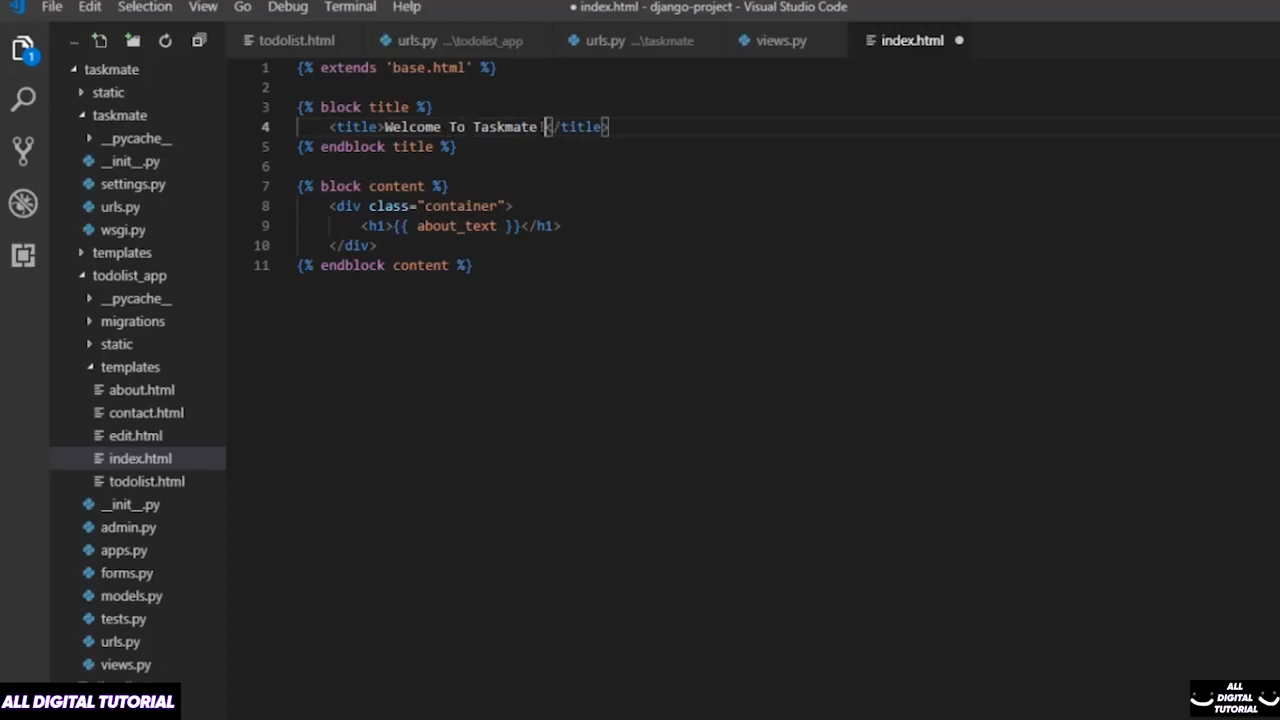 File Edit Selection View Go Debug Terminal Help ● index.html - django-project - Visual Studio Code
... todolist.html urls.py ...\todolist_app urls.py ...\taskmate views.py index.html ●
1
taskmate
static
taskmate
__pycache__
__init__.py
settings.py
urls.py
wsgi.py
templates
todolist_app
__pycache__
migrations
static
templates
about.html
contact.html
edit.html
index.html
todolist.html
__init__.py
admin.py
apps.py
forms.py
models.py
tests.py
urls.py
views.py
1 {% extends 'base.html' %}
2
3 {% block title %}
4 <title>Welcome To Taskmate!</title>
5 {% endblock title %}
6
7 {% block content %}
8 <div class="container">
9 <h1>{{ about_text }}</h1>
10 </div>
11 {% endblock content %}
ALL DIGITAL TUTORIAL
ALL
DIGITAL
TUTORIAL